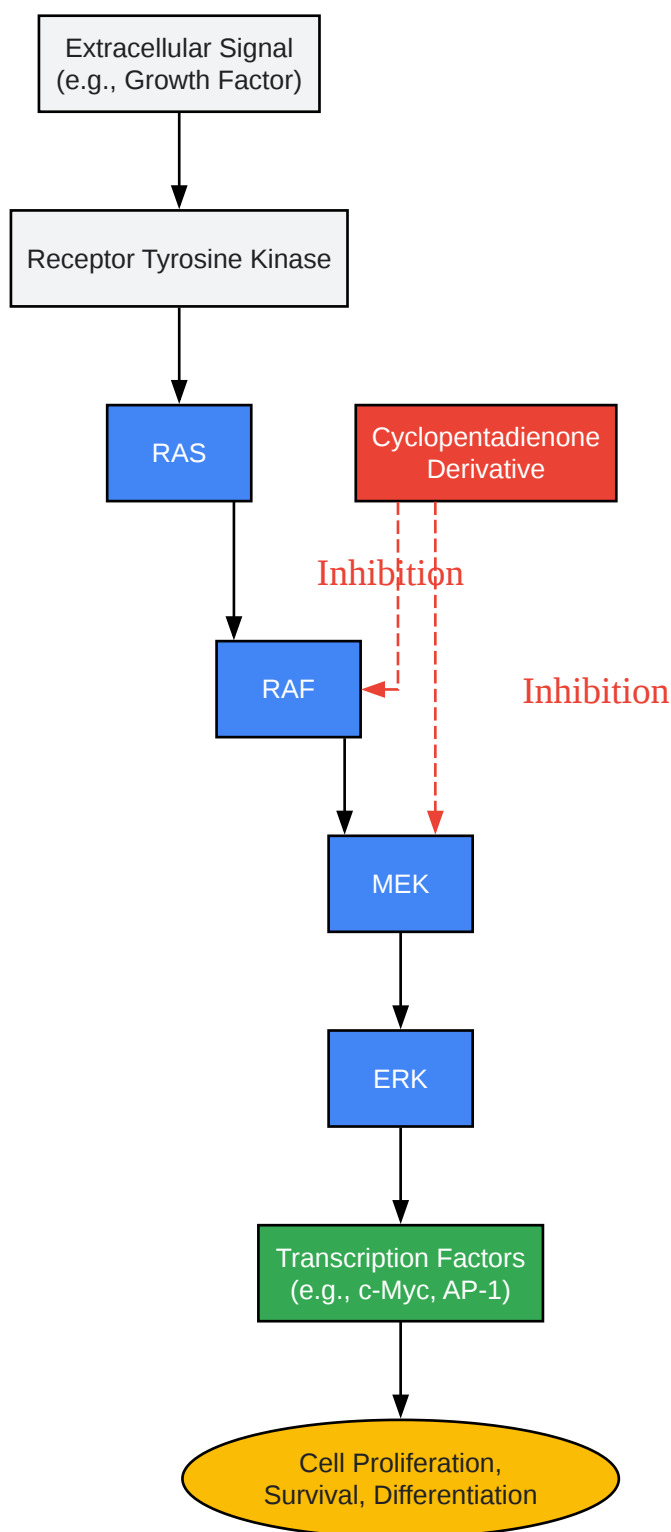 Extracellular Signal
(e.g., Growth Factor)
Receptor Tyrosine Kinase
RAS
Cyclopentadienone
Derivative
Inhibition
RAF
Inhibition
MEK
ERK
Transcription Factors
(e.g., c-Myc, AP-1)
Cell Proliferation,
Survival, Differentiation